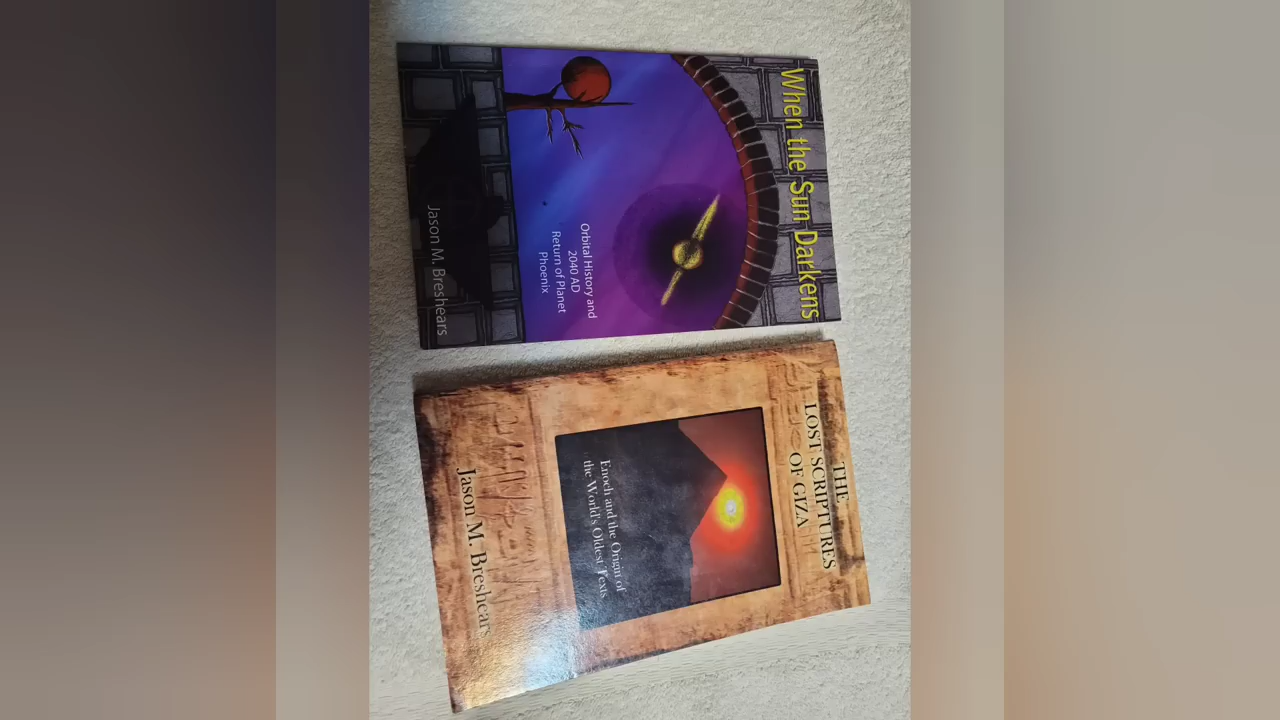 When the Sun Darkens
Orbital History and
2040 AD
Return of Planet
Phoenix
Jason M. Breshears
THE
LOST SCRIPTURES
OF GIZA
Enoch and the Origin of
the World's Oldest Texts
Jason M. Breshears